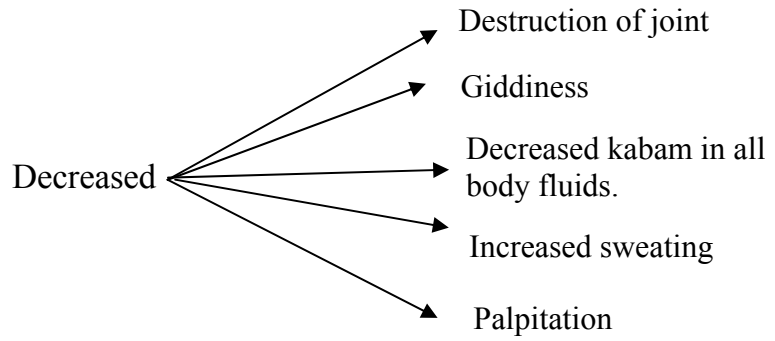 Destruction of joint
Giddiness
Decreased
Decreased kabam in all
body fluids.
Increased sweating
Palpitation